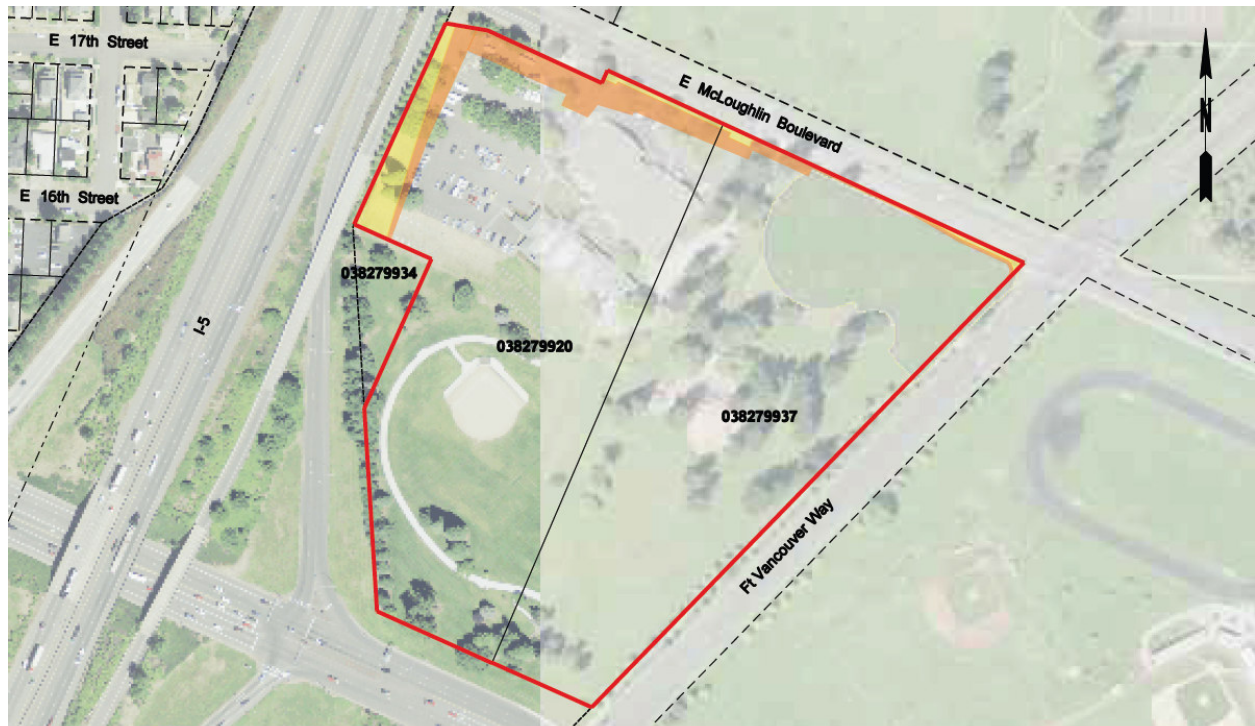 E 17th Street
E McLoughlin Boulevard
N
E 16th Street
038279934
I-5
038279920
038279937
Ft Vancouver Way